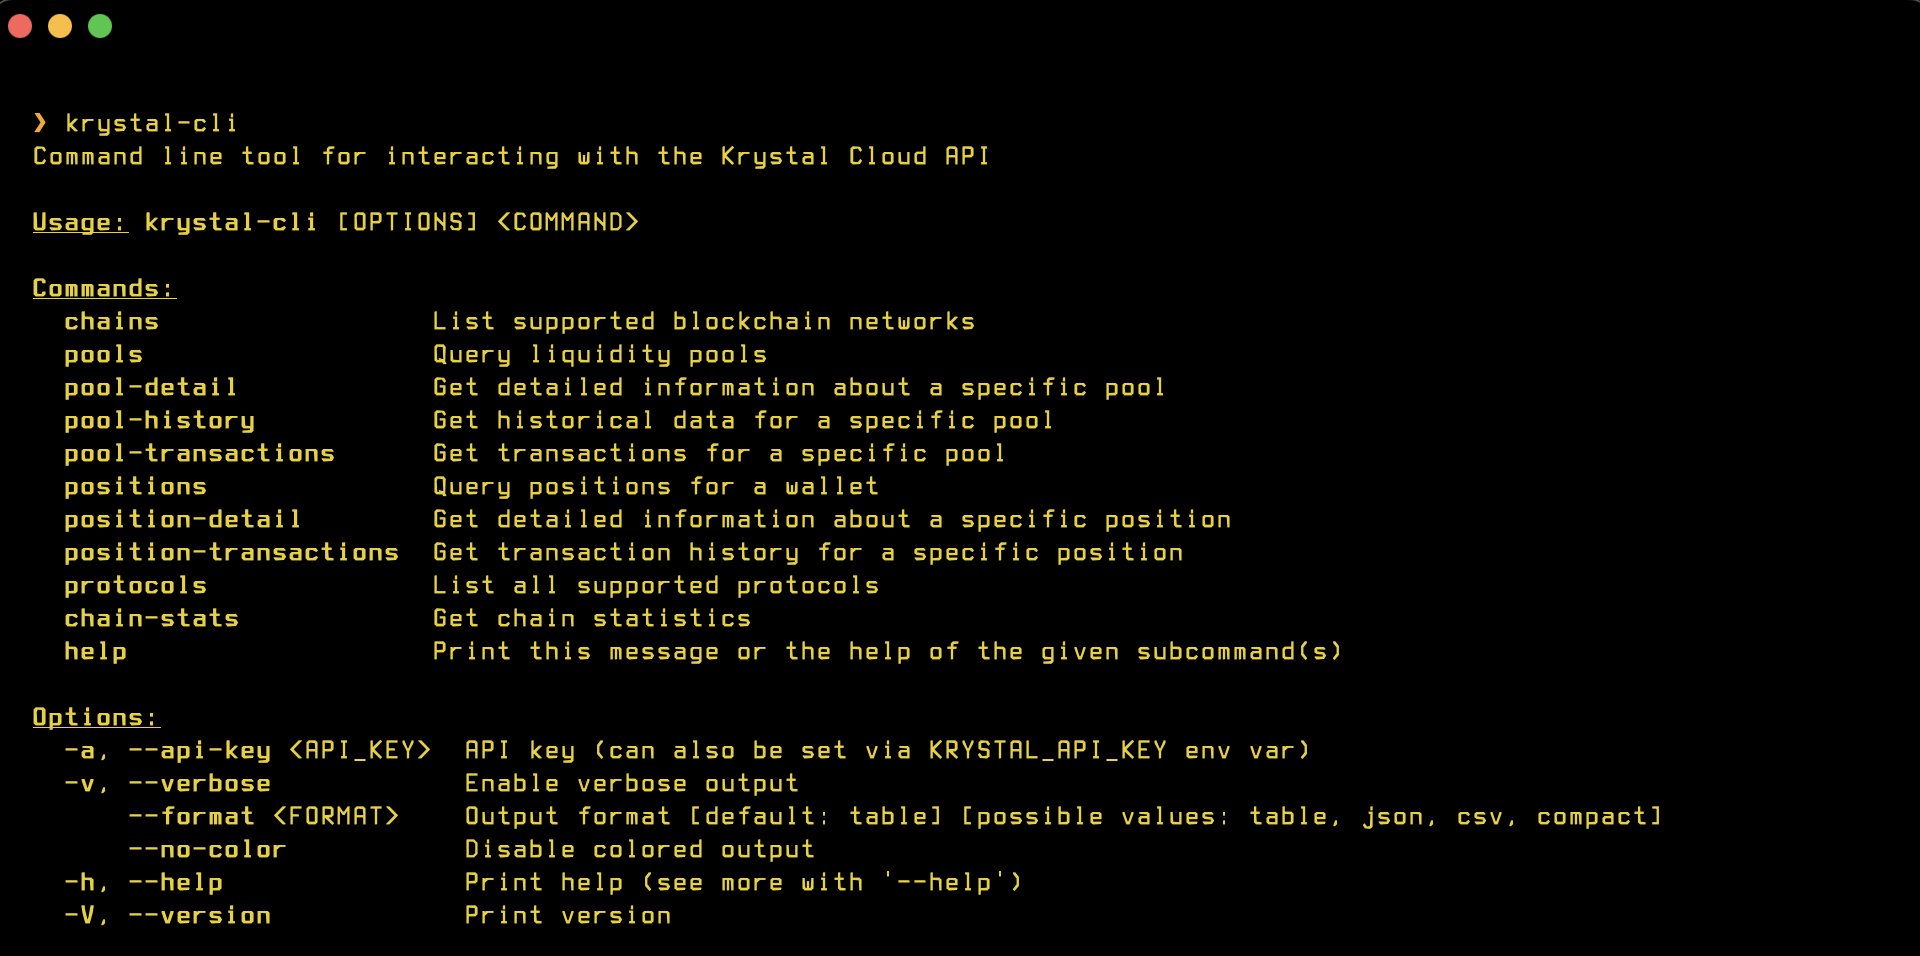 ❯ krystal-cli
Command line tool for interacting with the Krystal Cloud API
Usage: krystal-cli [OPTIONS] <COMMAND>
Commands:
chains List supported blockchain networks
pools Query liquidity pools
pool-detail Get detailed information about a specific pool
pool-history Get historical data for a specific pool
pool-transactions Get transactions for a specific pool
positions Query positions for a wallet
position-detail Get detailed information about a specific position
position-transactions Get transaction history for a specific position
protocols List all supported protocols
chain-stats Get chain statistics
help Print this message or the help of the given subcommand(s)
Options:
-a, --api-key <API_KEY> API key (can also be set via KRYSTAL_API_KEY env var)
-v, --verbose Enable verbose output
--format <FORMAT> Output format [default: table] [possible values: table, json, csv, compact]
--no-color Disable colored output
-h, --help Print help (see more with '--help')
-V, --version Print version